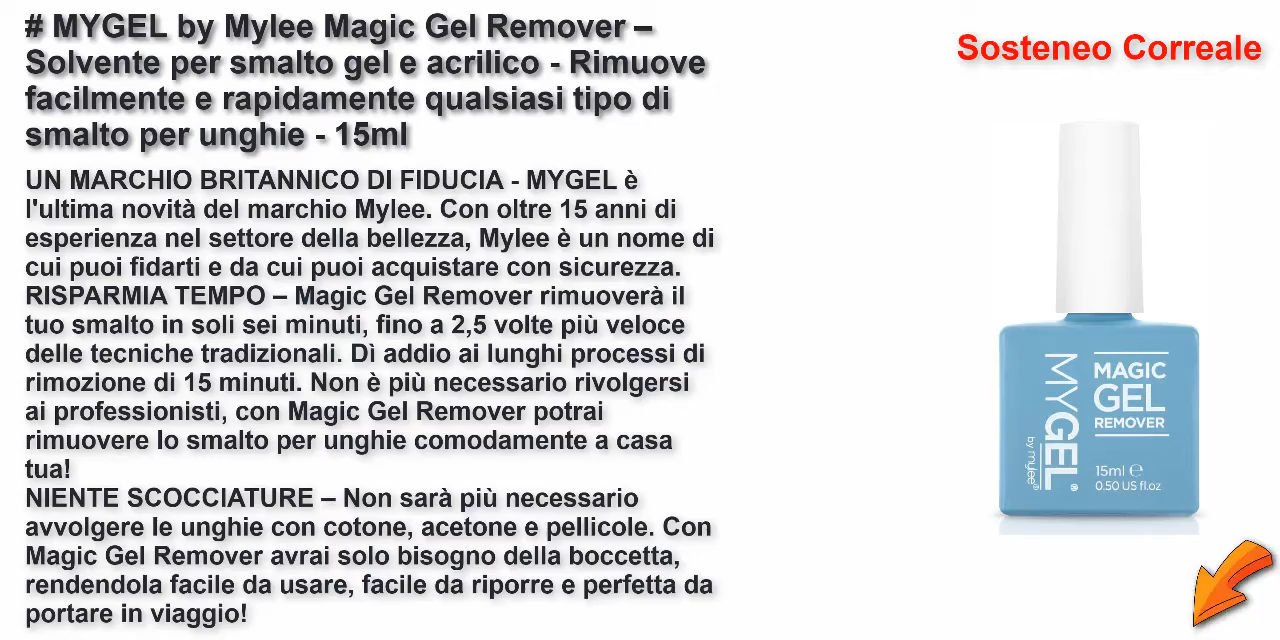 # MYGEL by Mylee Magic Gel Remover –
Solvente per smalto gel e acrilico - Rimuove
facilmente e rapidamente qualsiasi tipo di
smalto per unghie - 15ml
UN MARCHIO BRITANNICO DI FIDUCIA - MYGEL è
l'ultima novità del marchio Mylee. Con oltre 15 anni di
esperienza nel settore della bellezza, Mylee è un nome di
cui puoi fidarti e da cui puoi acquistare con sicurezza.
RISPARMIA TEMPO – Magic Gel Remover rimuoverà il
tuo smalto in soli sei minuti, fino a 2,5 volte più veloce
delle tecniche tradizionali. Dì addio ai lunghi processi di
rimozione di 15 minuti. Non è più necessario rivolgersi
ai professionisti, con Magic Gel Remover potrai
rimuovere lo smalto per unghie comodamente a casa
tua!
NIENTE SCOCCIATURE – Non sarà più necessario
avvolgere le unghie con cotone, acetone e pellicole. Con
Magic Gel Remover avrai solo bisogno della boccetta,
rendendola facile da usare, facile da riporre e perfetta da
portare in viaggio!
Sosteneo Correale
MYGEL®
by mylee®
MAGIC
GEL
REMOVER
15ml ℮
0.50 US fl.oz